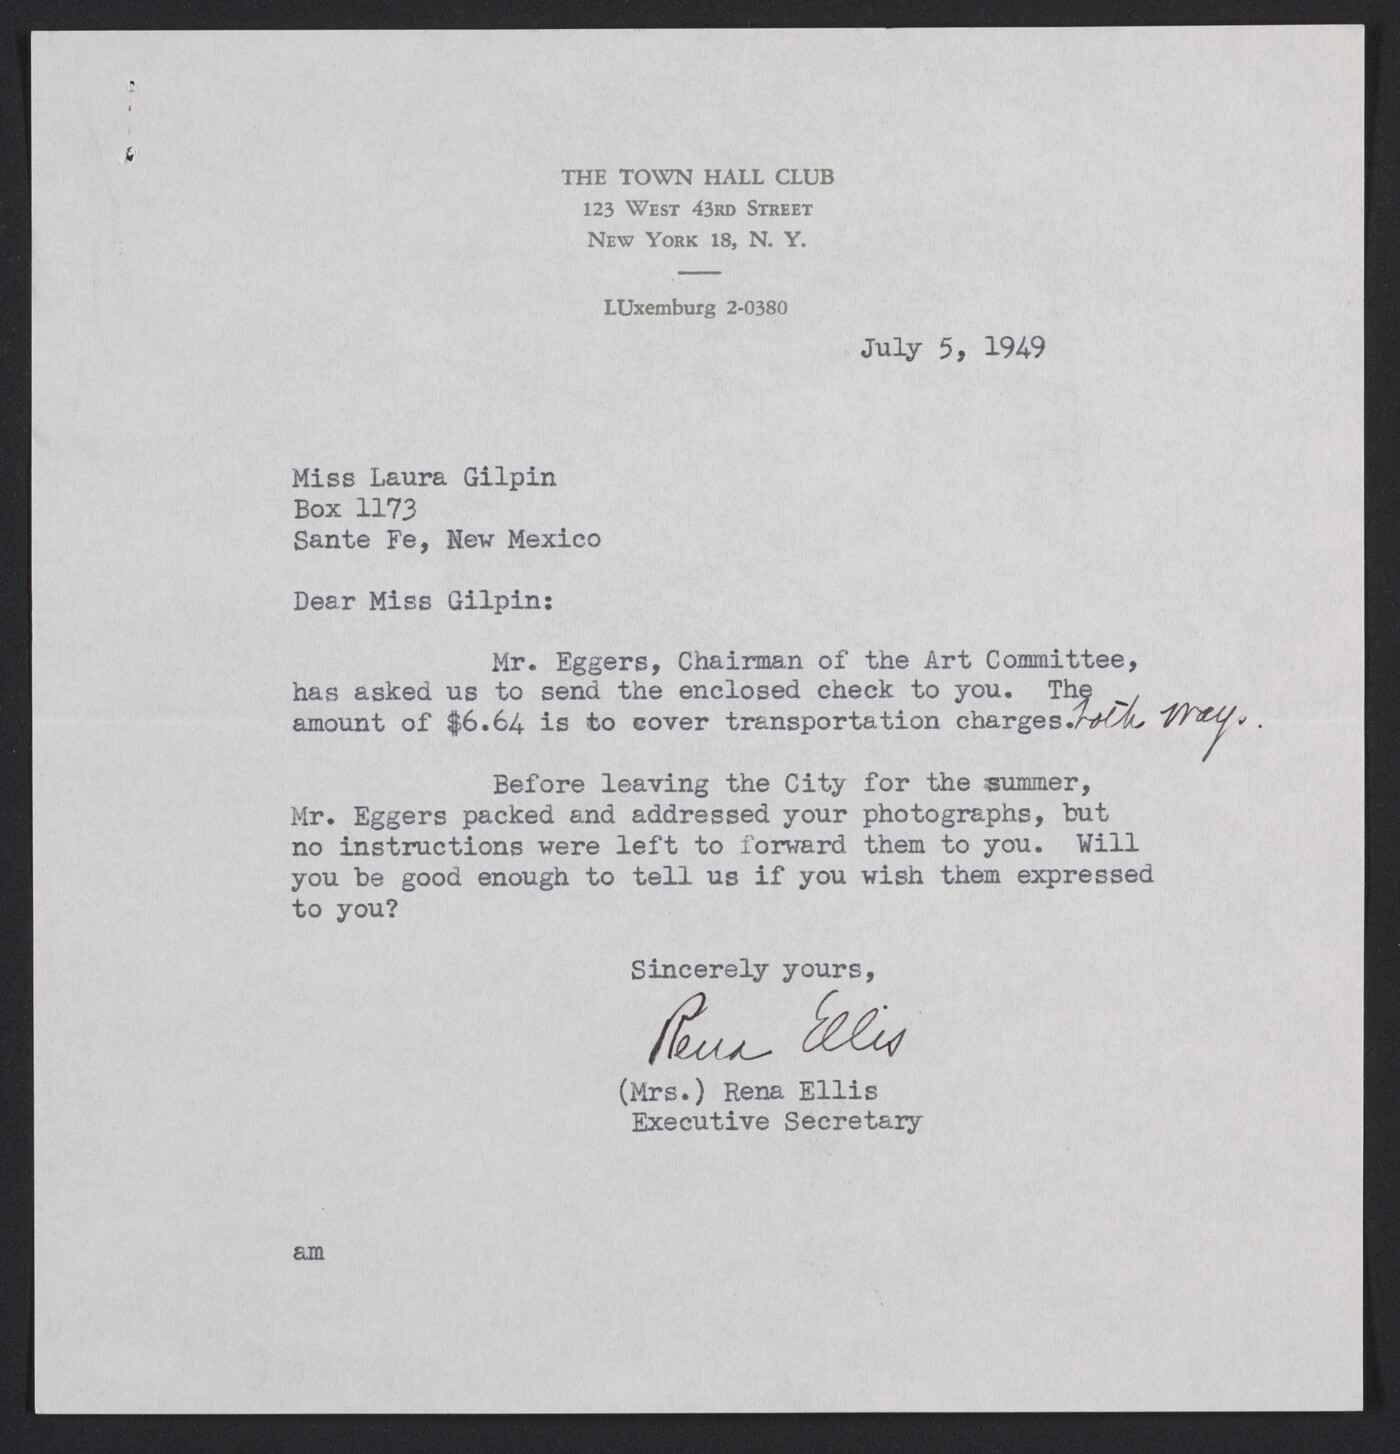 THE TOWN HALL CLUB
123 WEST 43RD STREET
NEW YORK 18, N. Y.
LUxemburg 2-0380
July 5, 1949
Miss Laura Gilpin
Box 1173
Sante Fe, New Mexico
Dear Miss Gilpin:
Mr. Eggers, Chairman of the Art Committee,
has asked us to send the enclosed check to you. The
amount of $6.64 is to cover transportation charges. both ways.
Before leaving the City for the summer,
Mr. Eggers packed and addressed your photographs, but
no instructions were left to forward them to you. Will
you be good enough to tell us if you wish them expressed
to you?
Sincerely yours,
Rena Ellis
(Mrs.) Rena Ellis
Executive Secretary
am